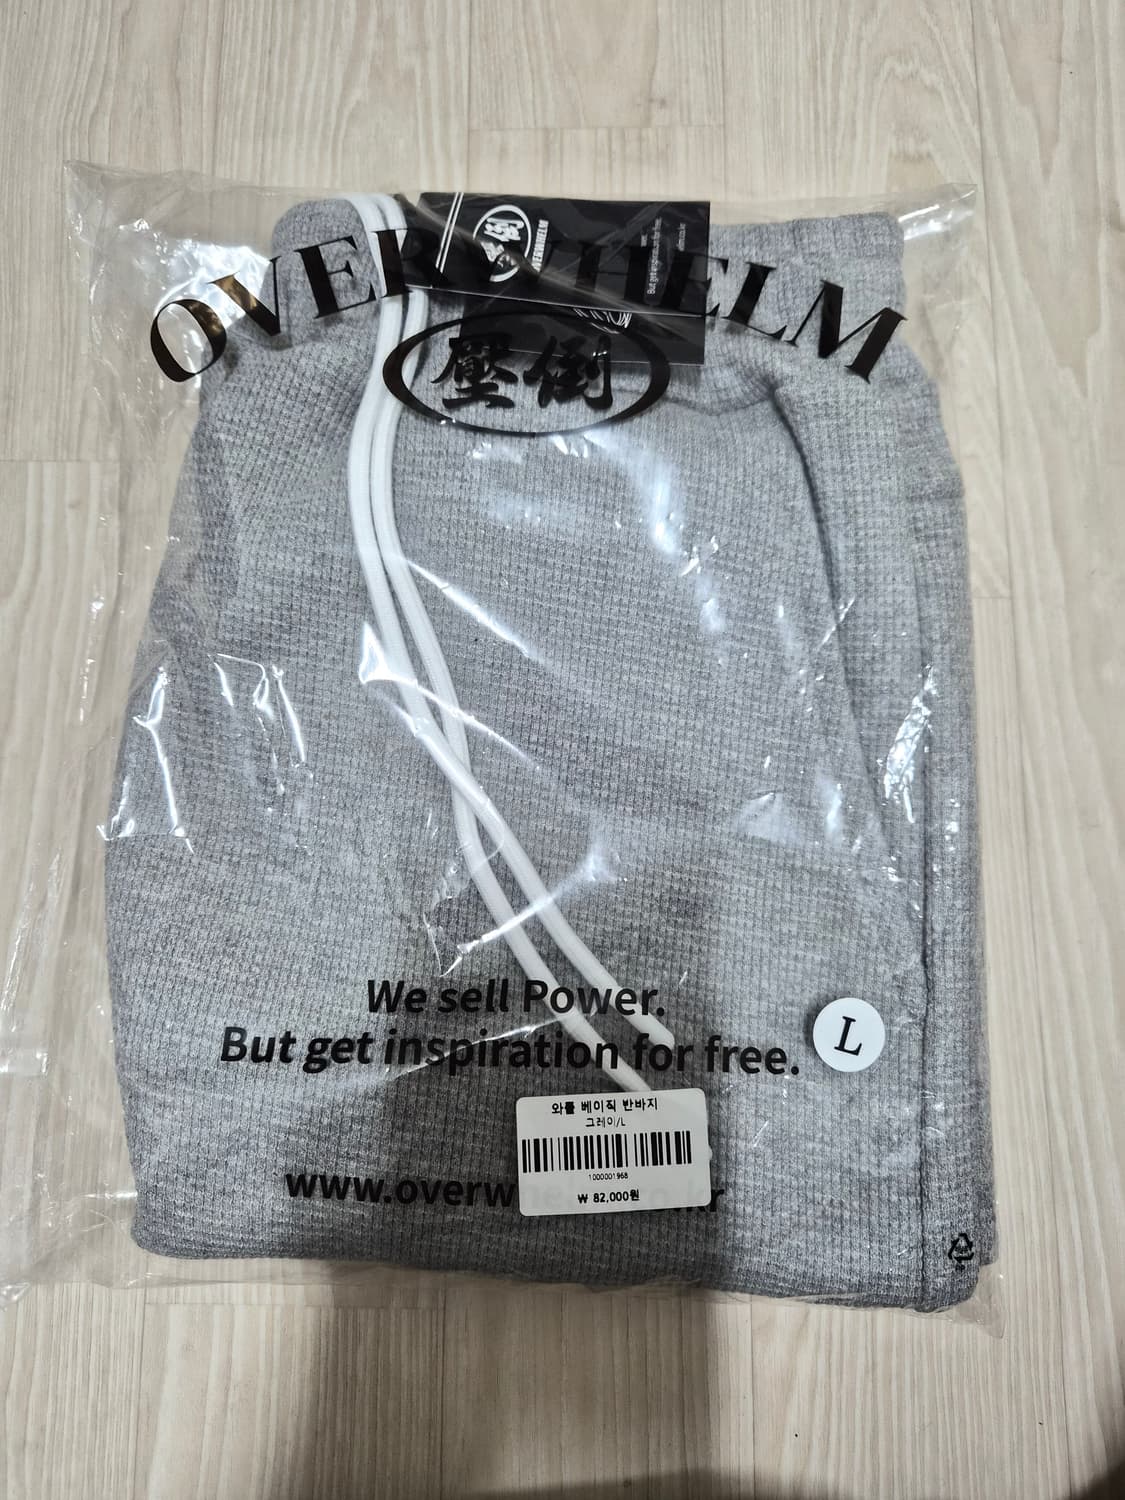 OVERWHELM
壓倒
We sell Power.
But get inspiration for free.
L
와플 베이직 반바지
그레이/L
1000001968
₩ 82,000원